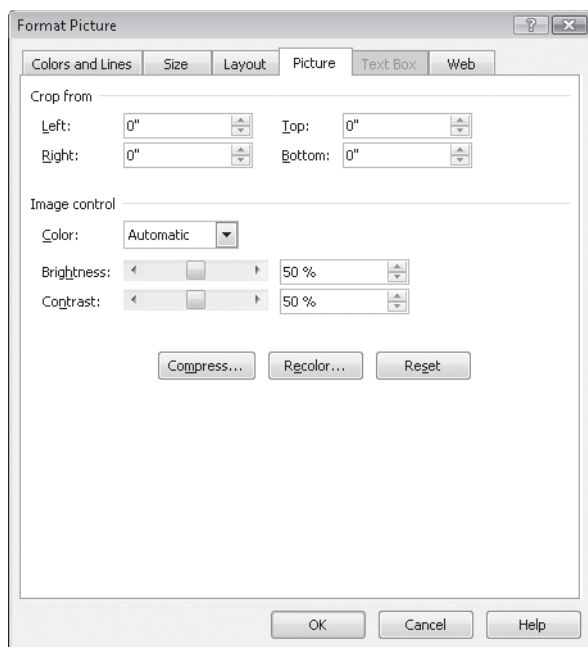 Format Picture
Colors and Lines Size Layout Picture Text Box Web
Crop from
Left: 0" Top: 0"
Right: 0" Bottom: 0"
Image control
Color: Automatic
Brightness: 50 %
Contrast: 50 %
Compress... Recolor... Reset
OK Cancel Help